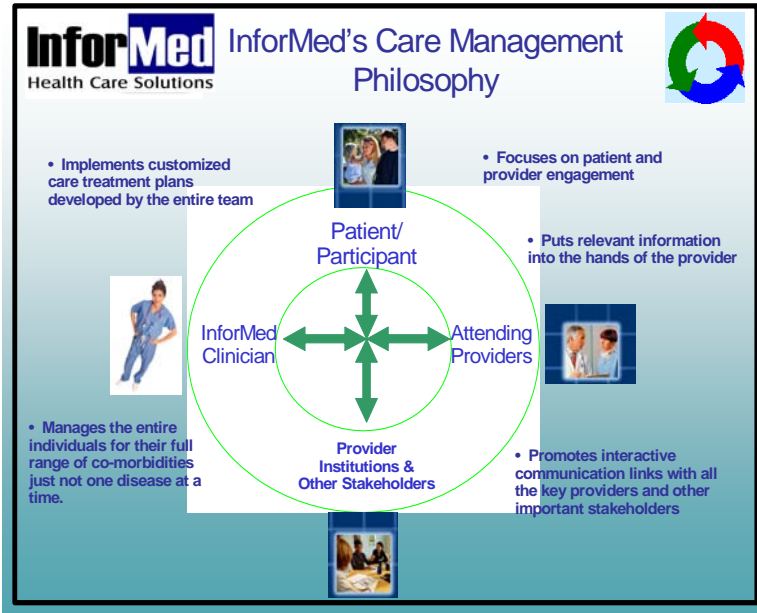 InforMed
Health Care Solutions
InforMed's Care Management
Philosophy
• Implements customized
care treatment plans
developed by the entire team
• Focuses on patient and
provider engagement
• Puts relevant information
into the hands of the provider
Patient/
Participant
InforMed
Clinician
Attending
Providers
Provider
Institutions &
Other Stakeholders
• Manages the entire
individuals for their full
range of co-morbidities
just not one disease at a
time.
• Promotes interactive
communication links with all
the key providers and other
important stakeholders